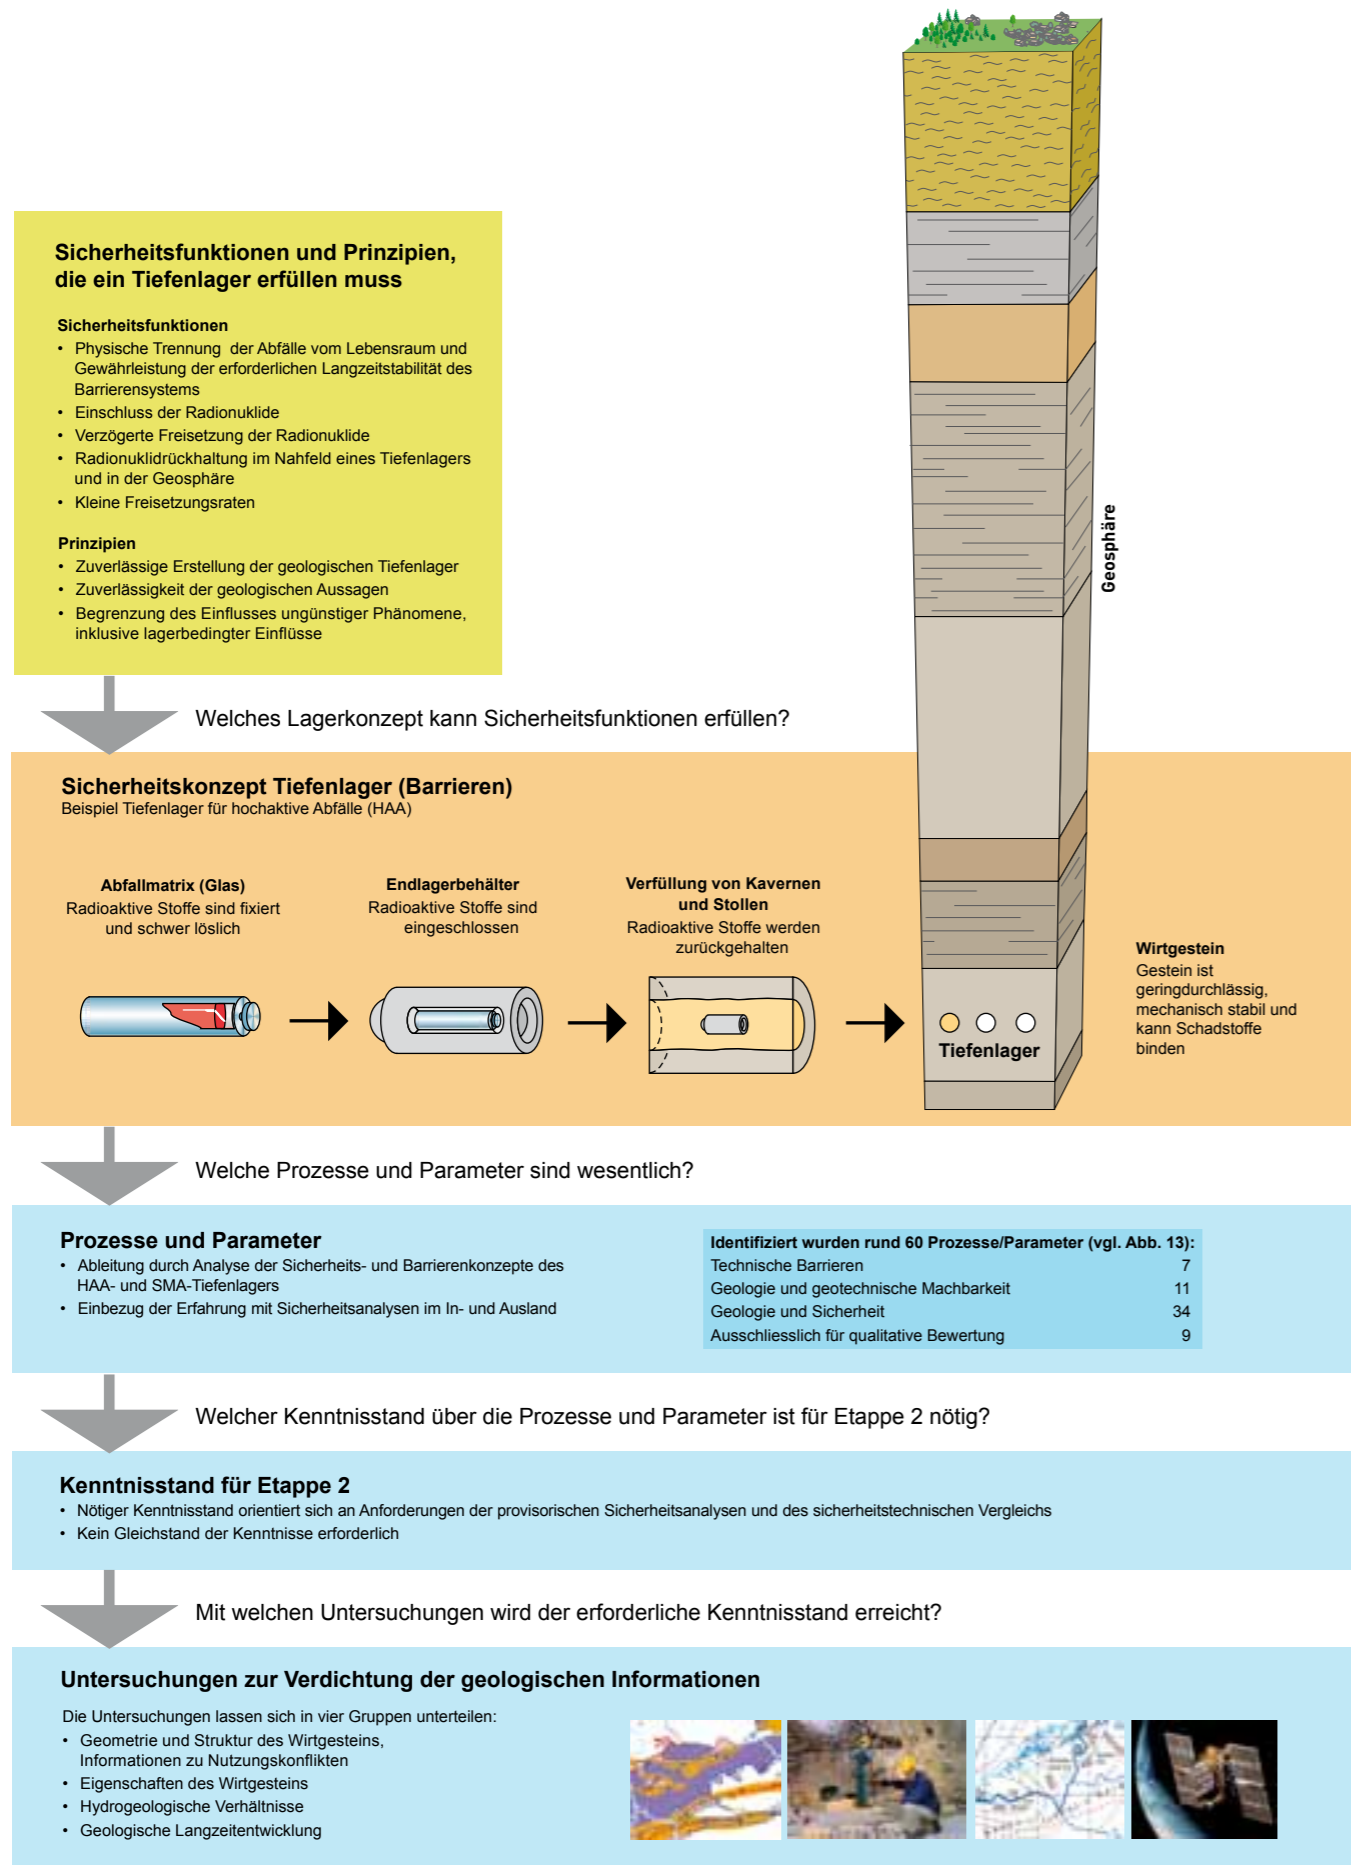 Sicherheitsfunktionen und Prinzipien,
die ein Tiefenlager erfüllen muss
Sicherheitsfunktionen
• Physische Trennung der Abfälle vom Lebensraum und
Gewährleistung der erforderlichen Langzeitstabilität des
Barrierensystems
• Einschluss der Radionuklide
• Verzögerte Freisetzung der Radionuklide
• Radionuklidrückhaltung im Nahfeld eines Tiefenlagers
und in der Geosphäre
• Kleine Freisetzungsraten
Prinzipien
• Zuverlässige Erstellung der geologischen Tiefenlager
• Zuverlässigkeit der geologischen Aussagen
• Begrenzung des Einflusses ungünstiger Phänomene,
inklusive lagerbedingter Einflüsse
Geosphäre
Welches Lagerkonzept kann Sicherheitsfunktionen erfüllen?
Sicherheitskonzept Tiefenlager (Barrieren)
Beispiel Tiefenlager für hochaktive Abfälle (HAA)
Abfallmatrix (Glas)
Radioaktive Stoffe sind fixiert
und schwer löslich
Endlagerbehälter
Radioaktive Stoffe sind
eingeschlossen
Verfüllung von Kavernen
und Stollen
Radioaktive Stoffe werden
zurückgehalten
Tiefenlager
Wirtgestein
Gestein ist
geringdurchlässig,
mechanisch stabil und
kann Schadstoffe
binden
Welche Prozesse und Parameter sind wesentlich?
Prozesse und Parameter
• Ableitung durch Analyse der Sicherheits- und Barrierenkonzepte des
HAA- und SMA-Tiefenlagers
• Einbezug der Erfahrung mit Sicherheitsanalysen im In- und Ausland
Identifiziert wurden rund 60 Prozesse/Parameter (vgl. Abb. 13):
Technische Barrieren 7
Geologie und geotechnische Machbarkeit 11
Geologie und Sicherheit 34
Ausschliesslich für qualitative Bewertung 9
Welcher Kenntnisstand über die Prozesse und Parameter ist für Etappe 2 nötig?
Kenntnisstand für Etappe 2
• Nötiger Kenntnisstand orientiert sich an Anforderungen der provisorischen Sicherheitsanalysen und des sicherheitstechnischen Vergleichs
• Kein Gleichstand der Kenntnisse erforderlich
Mit welchen Untersuchungen wird der erforderliche Kenntnisstand erreicht?
Untersuchungen zur Verdichtung der geologischen Informationen
Die Untersuchungen lassen sich in vier Gruppen unterteilen:
• Geometrie und Struktur des Wirtgesteins,
Informationen zu Nutzungskonflikten
• Eigenschaften des Wirtgesteins
• Hydrogeologische Verhältnisse
• Geologische Langzeitentwicklung